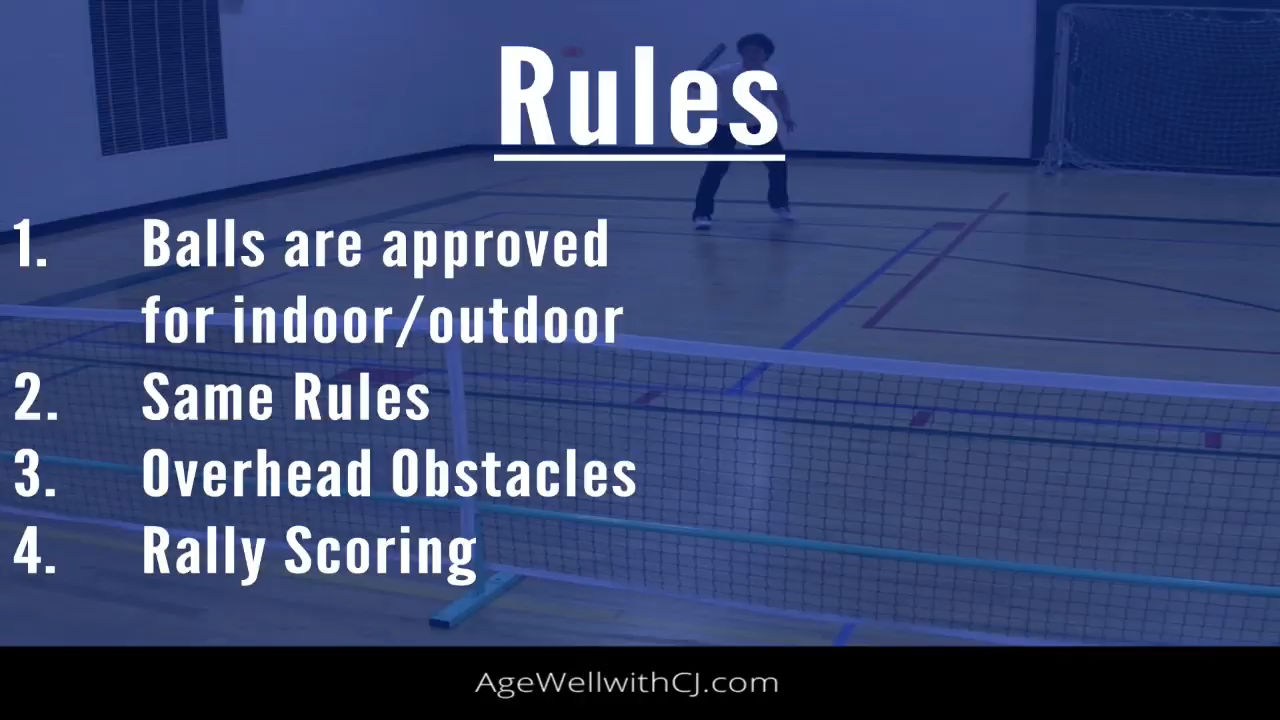 Rules
1. Balls are approved
for indoor/outdoor
2. Same Rules
3. Overhead Obstacles
4. Rally Scoring
AgeWellwithCJ.com